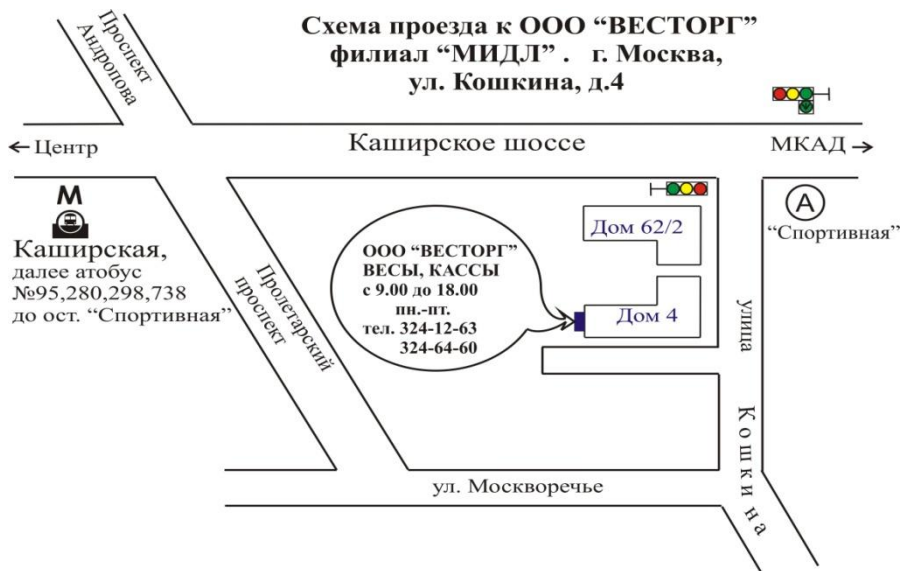 Схема проезда к ООО “ВЕСТОРГ”
филиал “МИДЛ” . г. Москва,
ул. Кошкина, д.4
Проспект
Андропова
← Центр
Каширское шоссе
МКАД →
М
Каширская,
далее атобус
№95,280,298,738
до ост. “Спортивная”
Пролетарский
проспект
ООО “ВЕСТОРГ”
ВЕСЫ, КАССЫ
с 9.00 до 18.00
пн.-пт.
тел. 324-12-63
324-64-60
Дом 62/2
Дом 4
А
“Спортивная”
улица Кошкина
ул. Москворечье